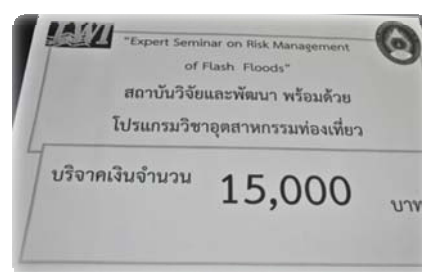 "Expert Seminar on Risk Management
of Flash Floods"
สถาบันวิจัยและพัฒนา พร้อมด้วย
โปรแกรมวิชาอุตสาหกรรมท่องเที่ยว
บริจาคเงินจำนวน 15,000 บาท